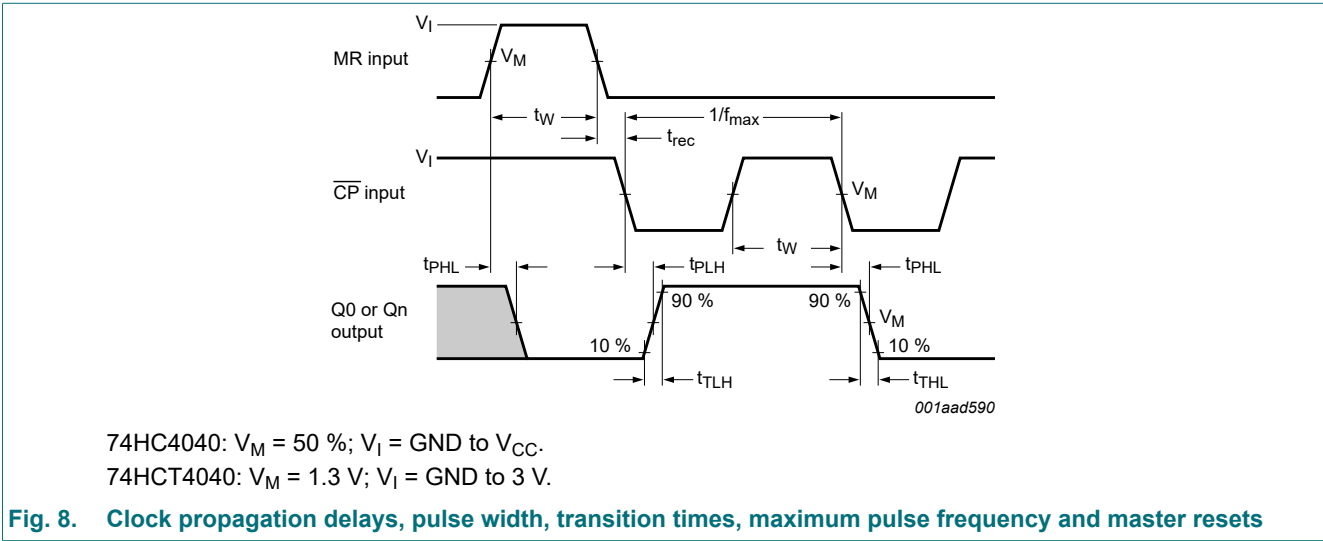 V_I
MR input
V_M
t_W
1/f_max
t_rec
V_I
CP input
V_M
t_W
t_PHL
t_PLH
t_PHL
Q0 or Qn
output
90 %
90 %
V_M
10 %
10 %
t_TLH
t_THL
001aad590
74HC4040: V_M = 50 %; V_I = GND to V_CC.
74HCT4040: V_M = 1.3 V; V_I = GND to 3 V.
Fig. 8. Clock propagation delays, pulse width, transition times, maximum pulse frequency and master resets